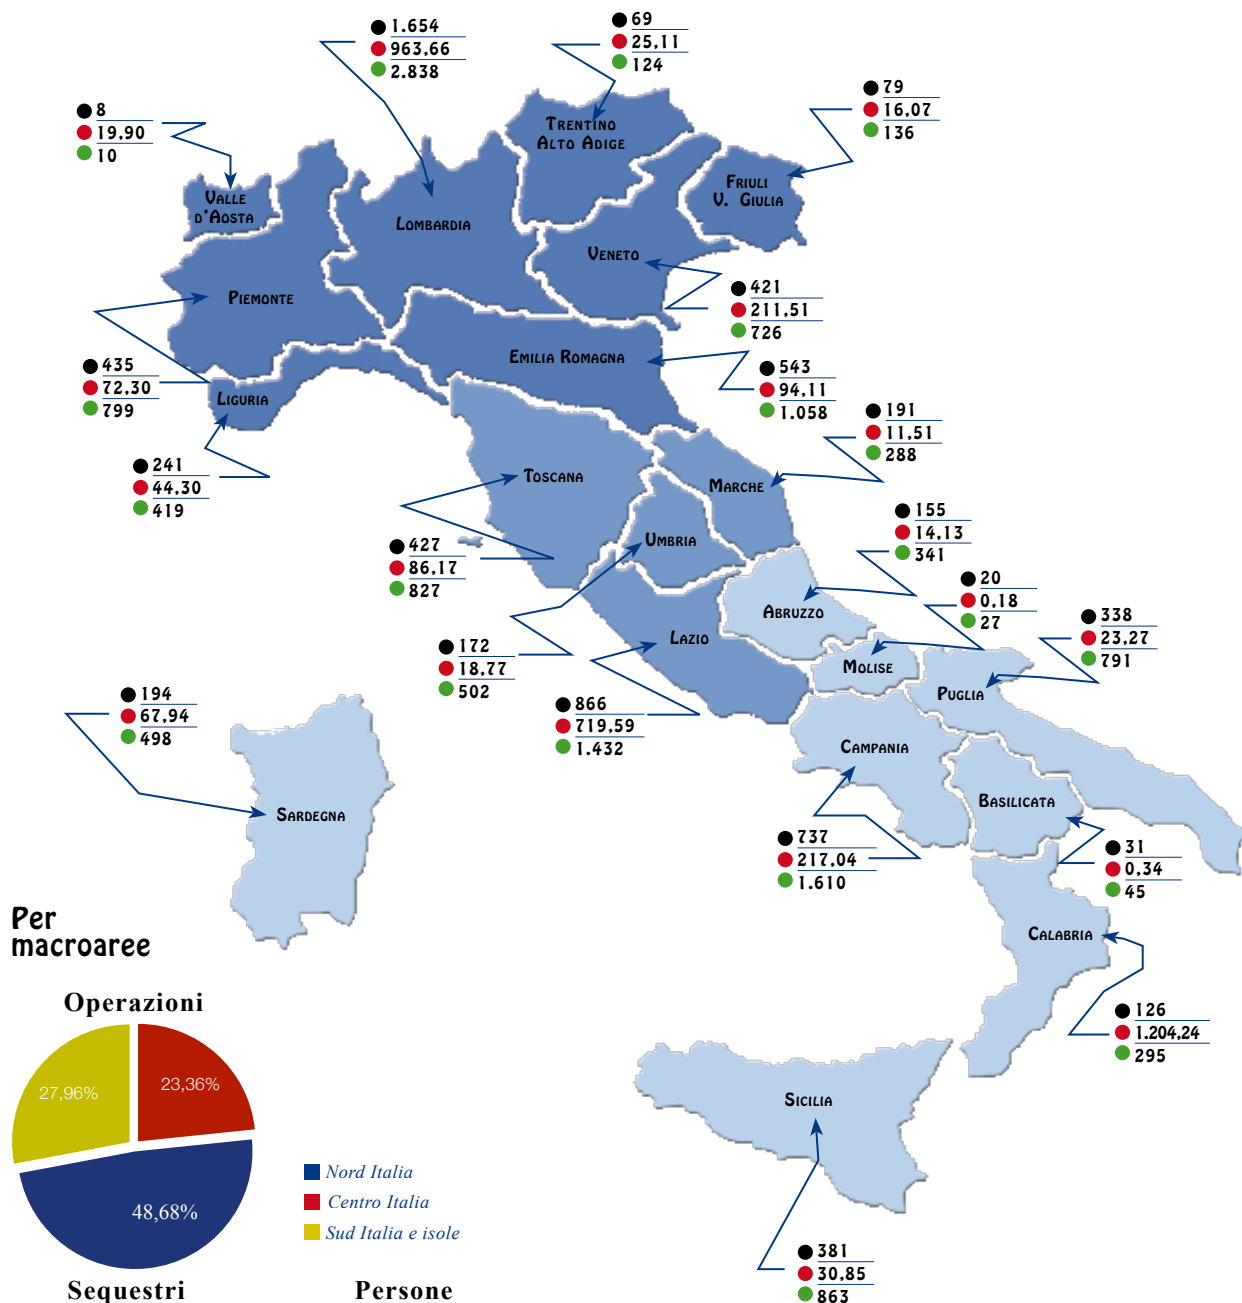 1.654
963,66
2.838
69
25,11
124
79
16,07
136
8
19,90
10
TRENTINO
ALTO ADIGE
FRIULI
V. GIULIA
VALLE
D'AOSTA
LOMBARDIA
VENETO
PIEMONTE
421
211,51
726
EMILIA ROMAGNA
435
72,30
799
LIGURIA
543
94,11
1.058
191
11,51
288
241
44,30
419
TOSCANA
MARCHE
155
14,13
341
UMBRIA
427
86,17
827
20
0,18
27
ABRUZZO
338
23,27
791
172
18,77
502
LAZIO
MOLISE
PUGLIA
194
67,94
498
866
719,59
1.432
CAMPANIA
SARDEGNA
BASILICATA
737
217,04
1.610
31
0,34
45
Per
macroaree
CALABRIA
Operazioni
126
1.204,24
295
27,96%
23,36%
48,68%
SICILIA
Nord Italia
Centro Italia
Sud Italia e isole
381
30,85
863
Sequestri
Persone